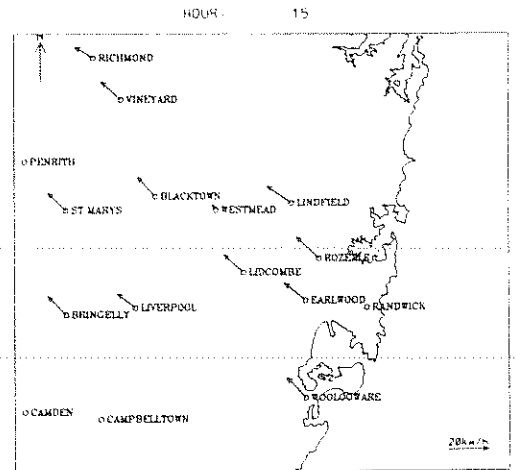 HOUR 15
N
RICHMOND
VINEYARD
PENRITH
BLACKTOWN
ST MARYS
WESTMEAD
LINDFIELD
ROZELLE
LIDCOMBE
EARLWOOD
RANDWICK
BRINGELLY
LIVERPOOL
WOOLOOWARE
CAMDEN
CAMPBELLTOWN
20km/h